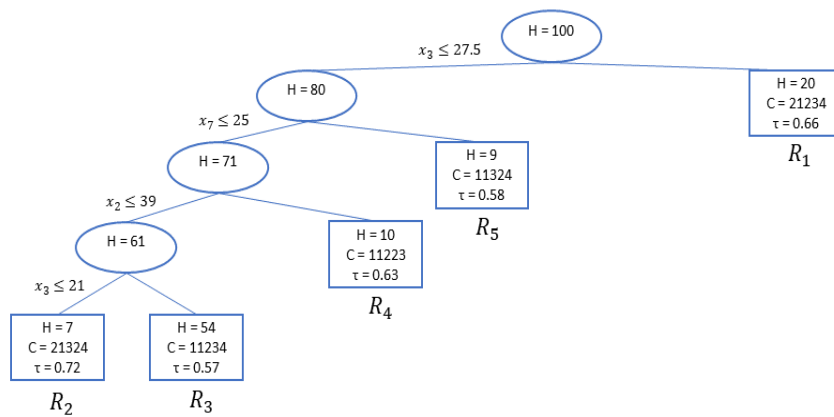 H = 100
x₃ ≤ 27.5
H = 80
H = 20
C = 21234
τ = 0.66
R₁
x₇ ≤ 25
H = 71
H = 9
C = 11324
τ = 0.58
R₅
x₂ ≤ 39
H = 61
H = 10
C = 11223
τ = 0.63
R₄
x₃ ≤ 21
H = 7
C = 21324
τ = 0.72
R₂
H = 54
C = 11234
τ = 0.57
R₃